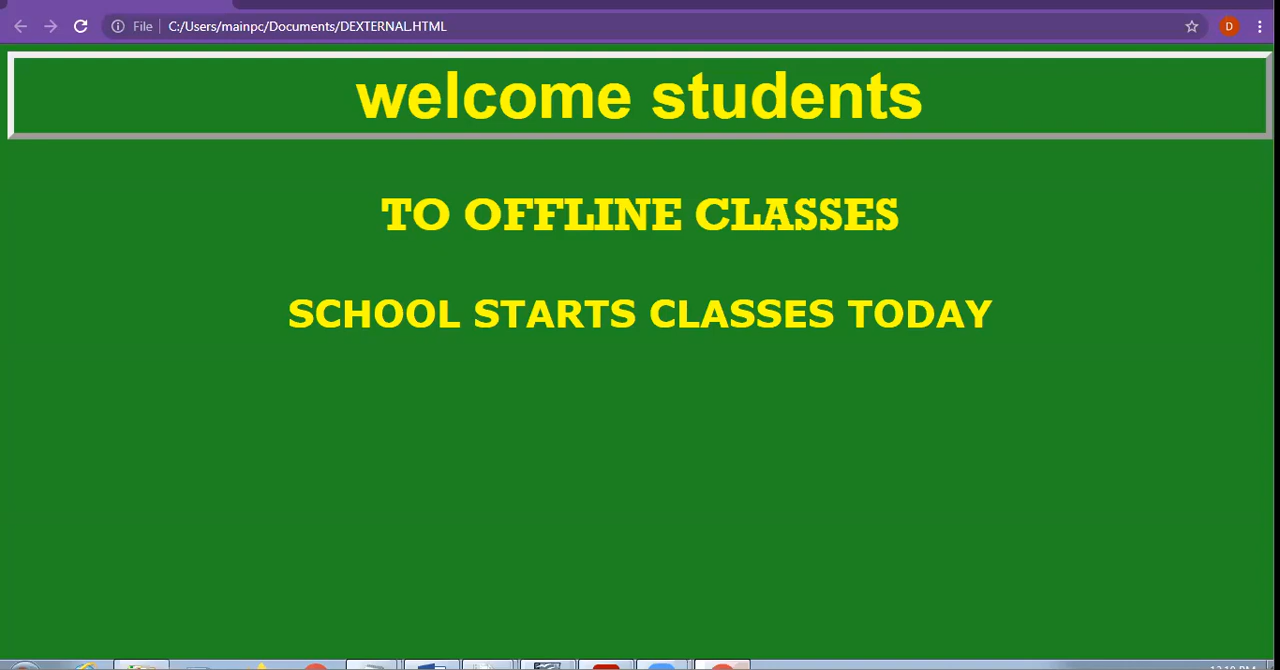 File C:/Users/mainpc/Documents/DEXTERNAL.HTML D
welcome students
TO OFFLINE CLASSES
SCHOOL STARTS CLASSES TODAY